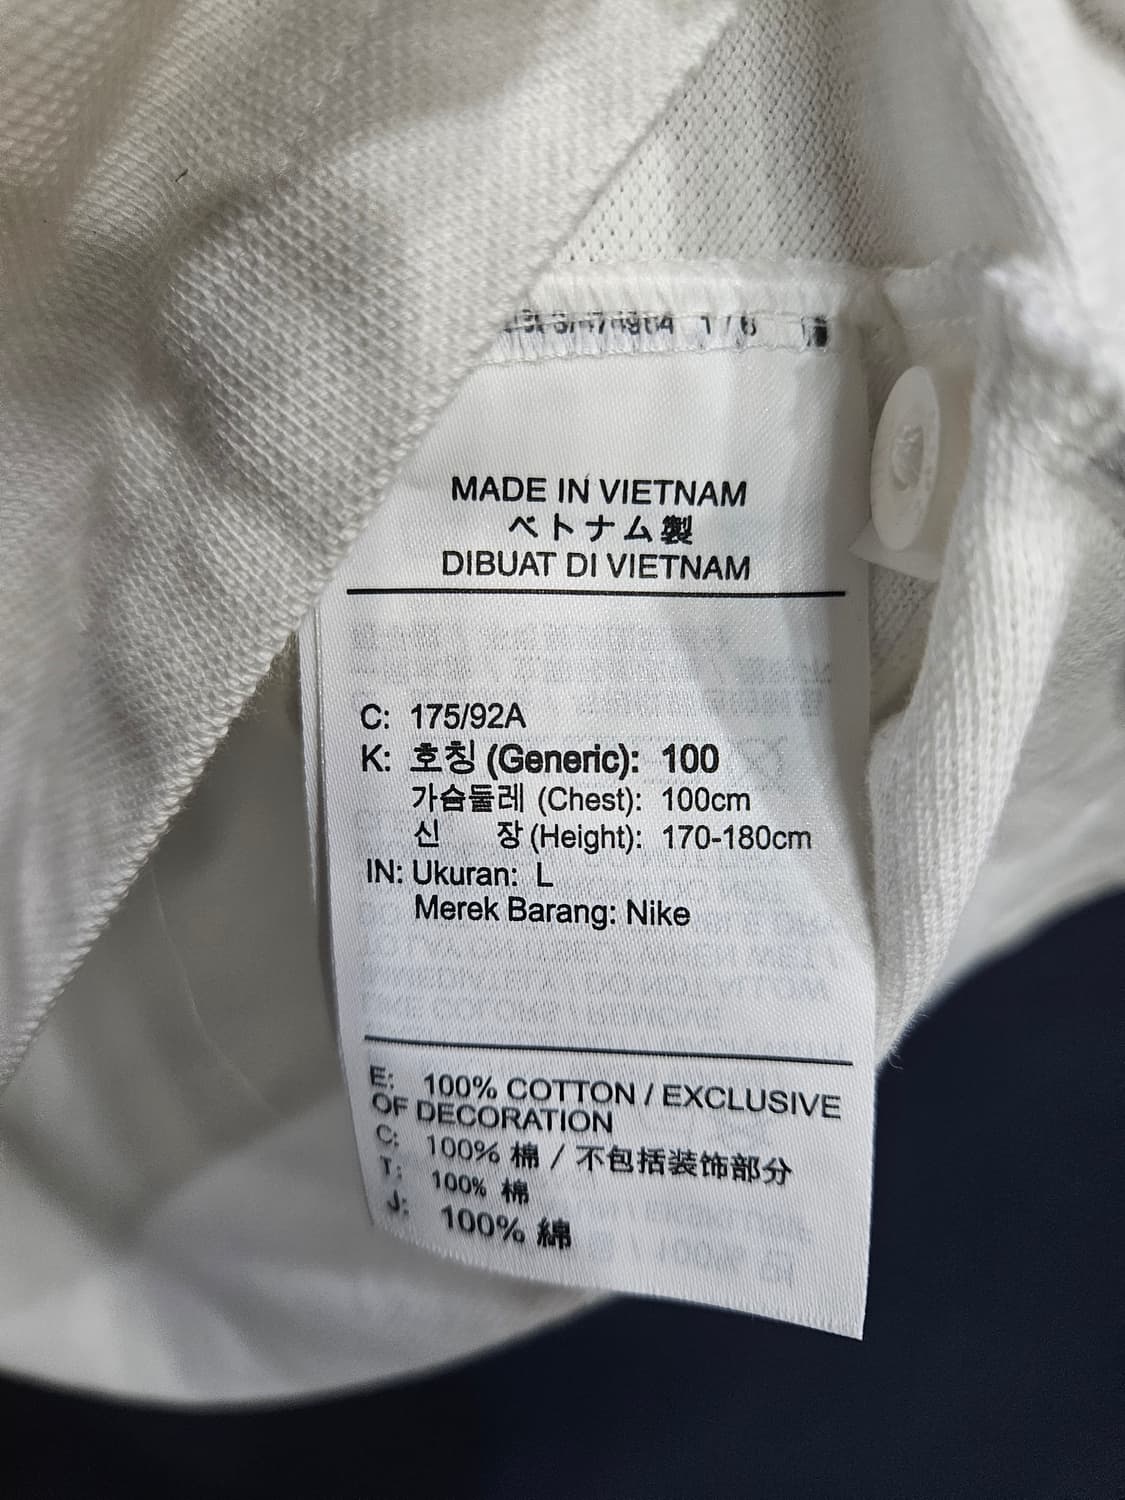 MADE IN VIETNAM
ベトナム製
DIBUAT DI VIETNAM
C: 175/92A
K: 호칭 (Generic): 100
가슴둘레 (Chest): 100cm
신 장 (Height): 170-180cm
IN: Ukuran: L
Merek Barang: Nike
E: 100% COTTON / EXCLUSIVE
OF DECORATION
C: 100% 棉 / 不包括装饰部分
T: 100% 棉
J: 100% 綿